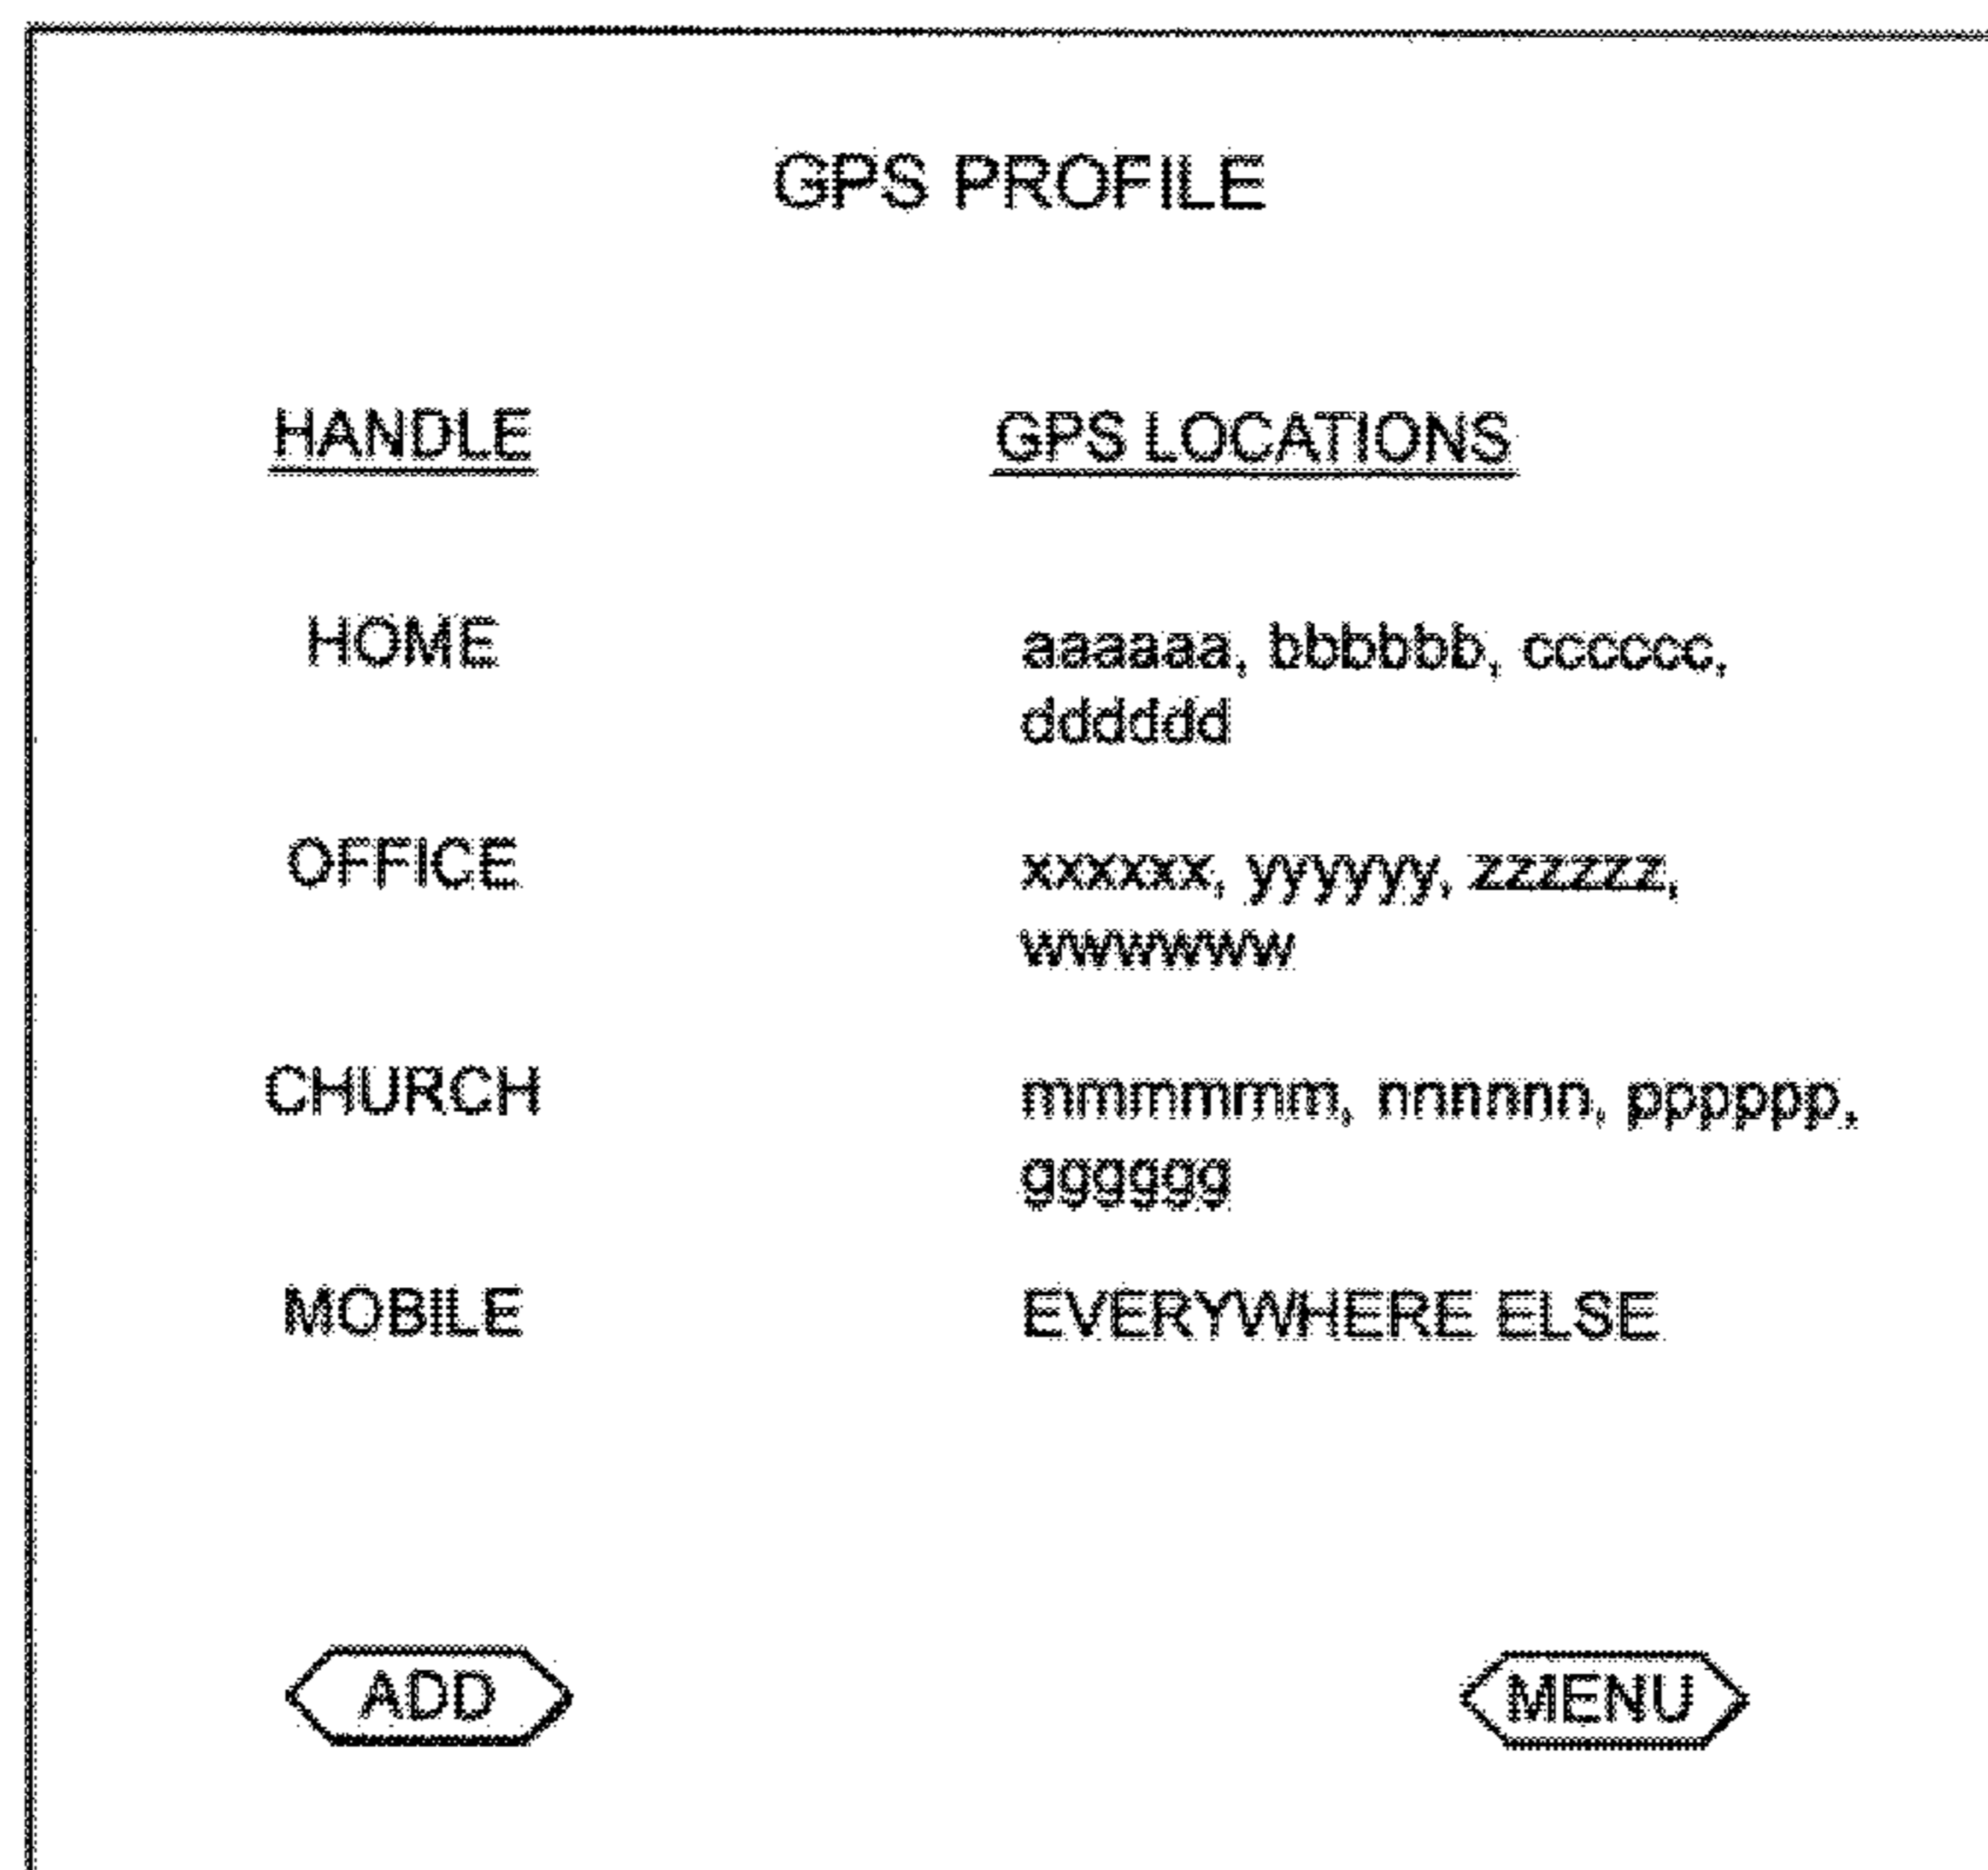 GPS PROFILE
HANDLE GPS LOCATIONS
HOME aaaaaa, bbbbbb, cccccc,
dddddd
OFFICE xxxxxx, yyyyyy, zzzzzz,
wwwwww
CHURCH mmmmmm, nnnnnn, pppppp,
gggggg
MOBILE EVERYWHERE ELSE
ADD MENU